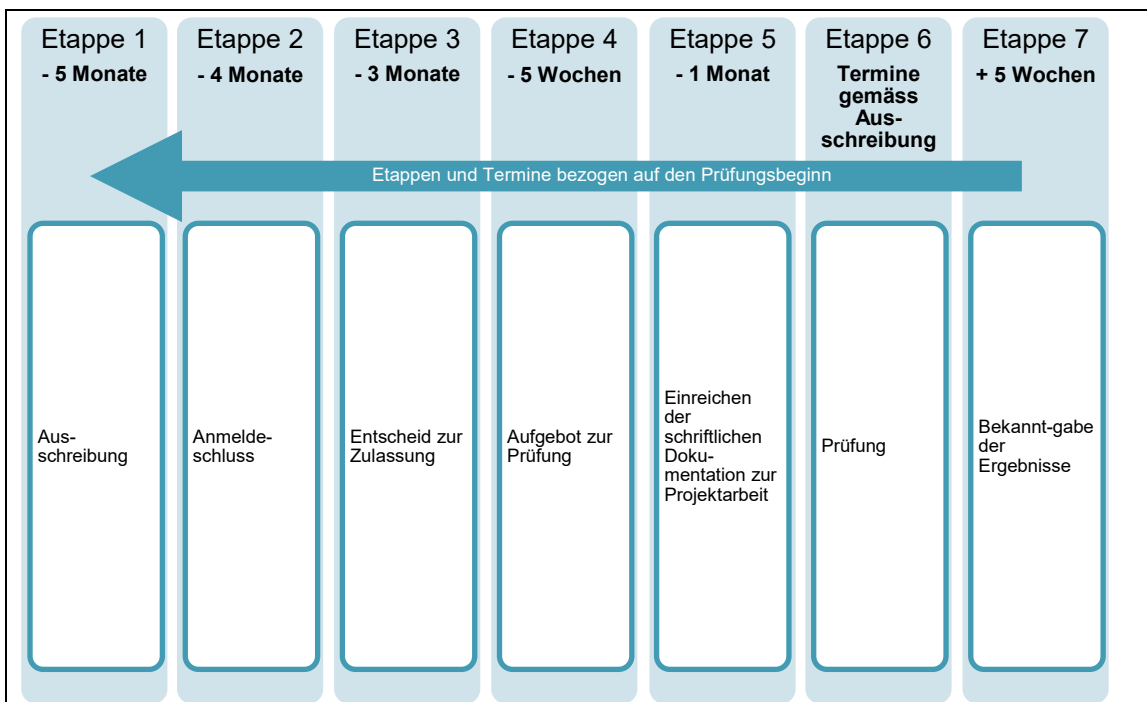 Etappe 1
- 5 Monate
Etappe 2
- 4 Monate
Etappe 3
- 3 Monate
Etappe 4
- 5 Wochen
Etappe 5
- 1 Monat
Etappe 6
Termine
gemäss
Aus-
schreibung
Etappe 7
+ 5 Wochen
Etappen und Termine bezogen auf den Prüfungsbeginn
Aus-
schreibung
Anmelde-
schluss
Entscheid zur
Zulassung
Aufgebot zur
Prüfung
Einreichen
der
schriftlichen
Doku-
mentation zur
Projektarbeit
Prüfung
Bekannt-gabe
der
Ergebnisse